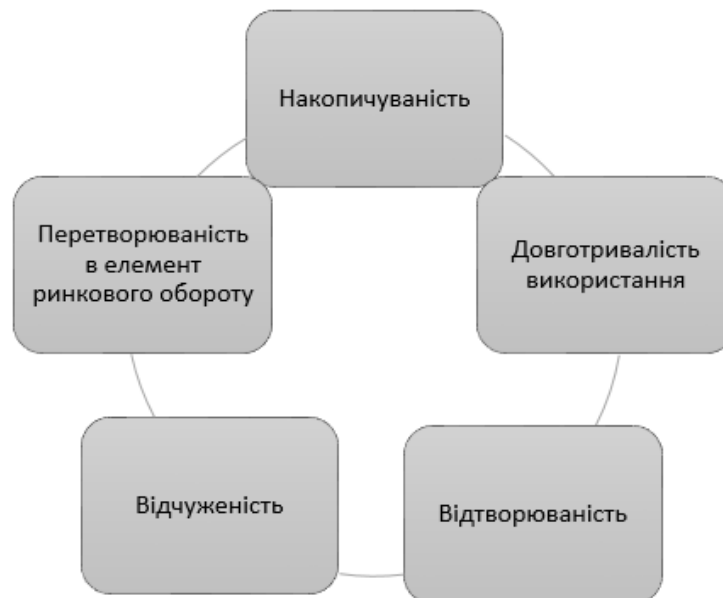 Накопичуваність
Довготривалість
використання
Відтворюваність
Відчуженість
Перетворюваність
в елемент
ринкового обороту